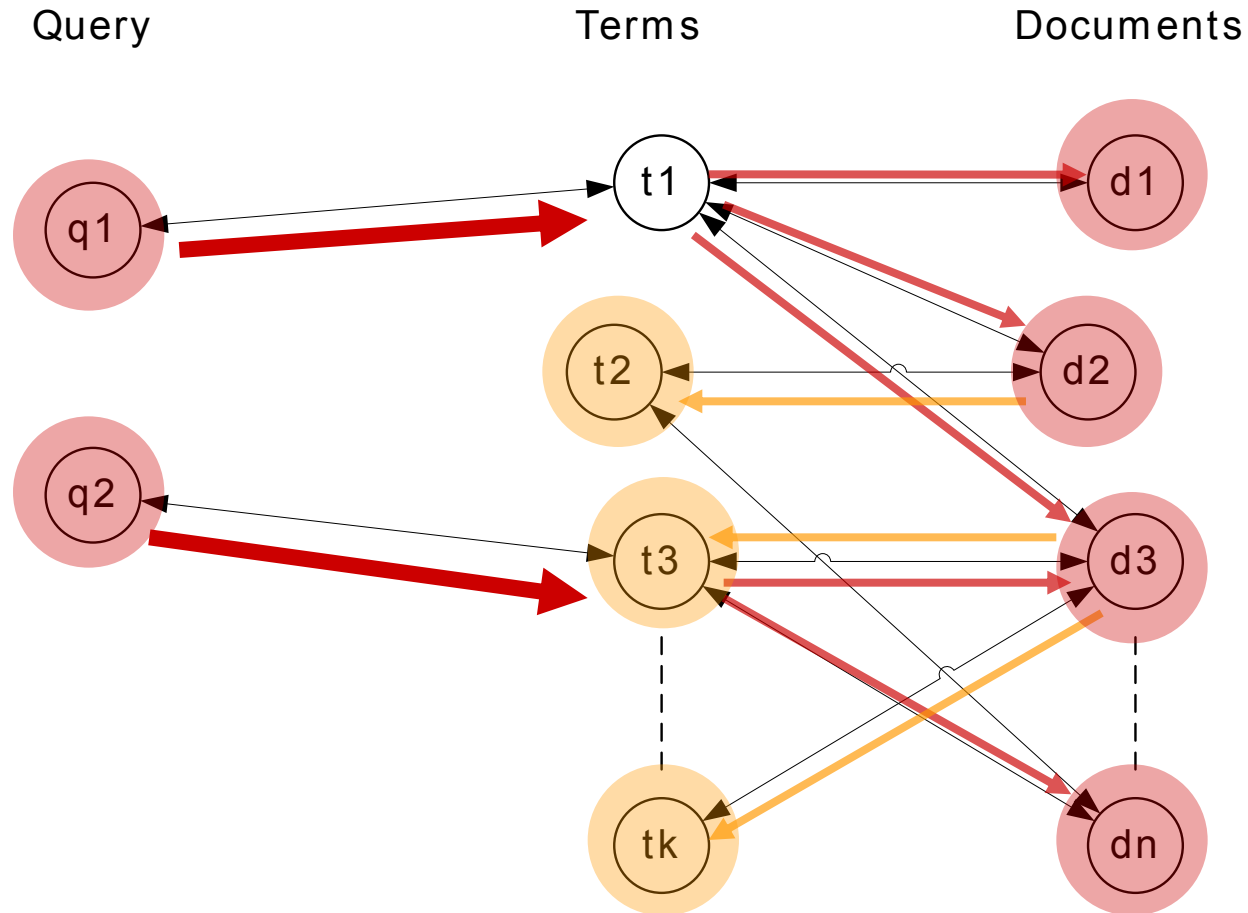 Query Terms Documents
t1 d1
q1
t2 d2
q2
t3 d3
tk dn